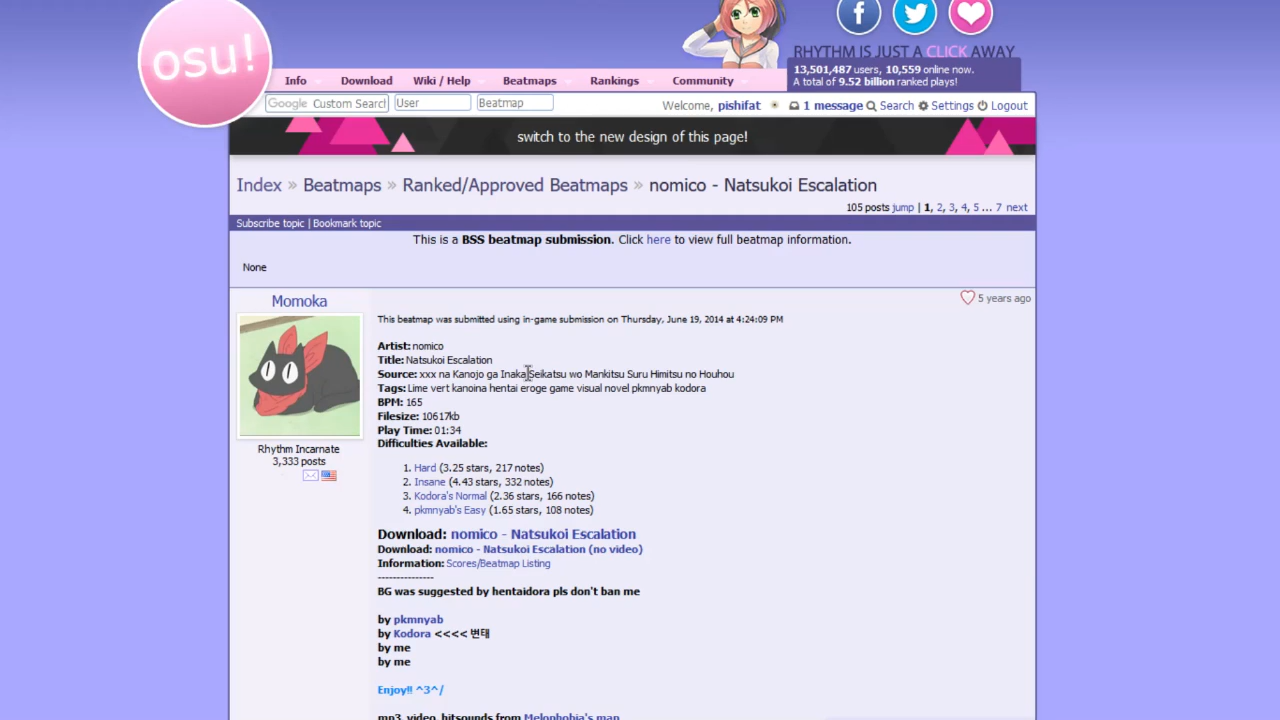 osu!
RHYTHM IS JUST A CLICK AWAY
Info Download Wiki / Help Beatmaps Rankings Community
13,501,487 users, 10,559 online now.
A total of 9.52 billion ranked plays!
Google Custom Search User Beatmap Welcome, pishifat 1 message Search Settings Logout
switch to the new design of this page!
Index » Beatmaps » Ranked/Approved Beatmaps » nomico - Natsukoi Escalation
105 posts jump | 1, 2, 3, 4, 5 ... 7 next
Subscribe topic | Bookmark topic
This is a BSS beatmap submission. Click here to view full beatmap information.
None
Momoka
5 years ago
This beatmap was submitted using in-game submission on Thursday, June 19, 2014 at 4:24:09 PM
Artist: nomico
Title: Natsukoi Escalation
Source: xxx na Kanojo ga Inaka Seikatsu wo Mankitsu Suru Himitsu no Houhou
Tags: Lime vert kanoina hentai eroge game visual novel pkmnyab kodora
BPM: 165
Filesize: 10617kb
Play Time: 01:34
Difficulties Available:
Rhythm Incarnate
3,333 posts
1. Hard (3.25 stars, 217 notes)
2. Insane (4.43 stars, 332 notes)
3. Kodora's Normal (2.36 stars, 166 notes)
4. pkmnyab's Easy (1.65 stars, 108 notes)
Download: nomico - Natsukoi Escalation
Download: nomico - Natsukoi Escalation (no video)
Information: Scores/Beatmap Listing
---------------
BG was suggested by hentaidora pls don't ban me
by pkmnyab
by Kodora <<<< 변태
by me
by me
Enjoy!! ^3^/
mp3, video, hitsounds from Melophobia's map